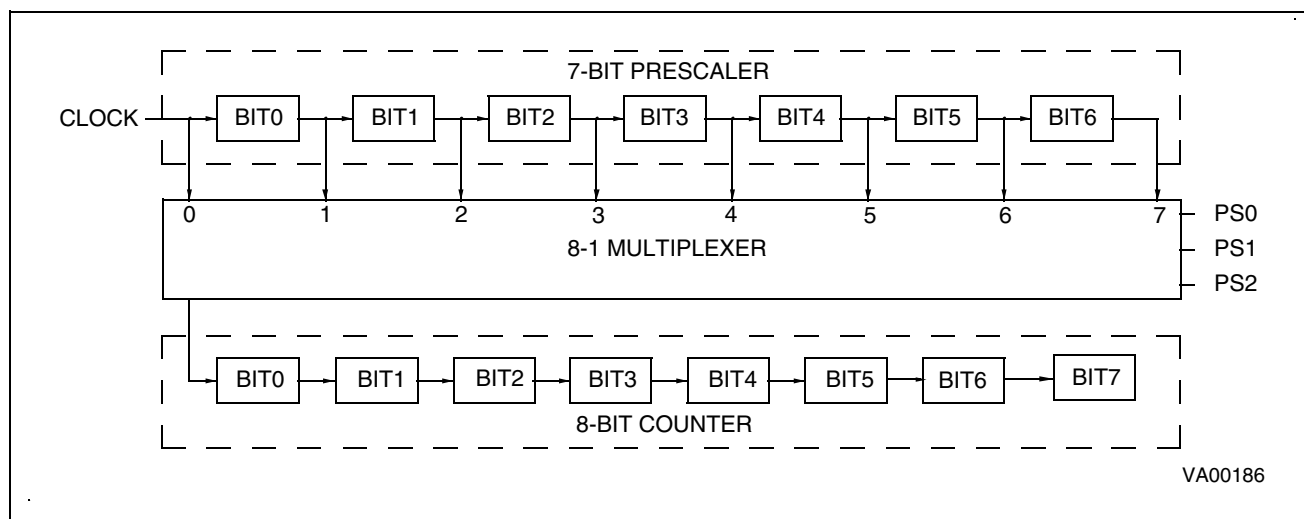 7-BIT PRESCALER
CLOCK BIT0 BIT1 BIT2 BIT3 BIT4 BIT5 BIT6
0 1 2 3 4 5 6 7 PS0
8-1 MULTIPLEXER PS1
PS2
BIT0 BIT1 BIT2 BIT3 BIT4 BIT5 BIT6 BIT7
8-BIT COUNTER
VA00186